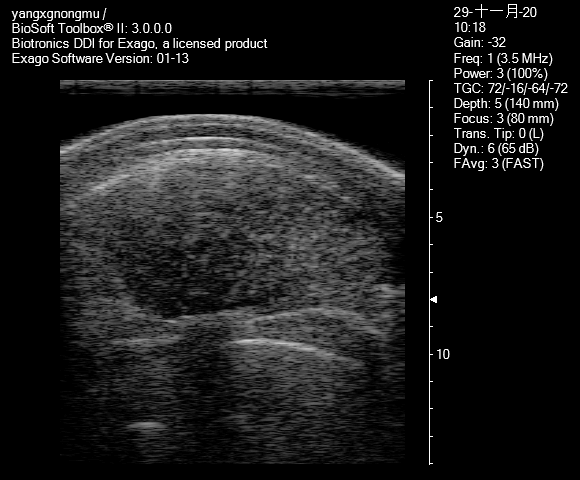 yangxgnongmu /
BioSoft Toolbox® II: 3.0.0.0
Biotronics DDI for Exago, a licensed product
Exago Software Version: 01-13
29-十一月-20
10:18
Gain: -32
Freq: 1 (3.5 MHz)
Power: 3 (100%)
TGC: 72/-16/-64/-72
Depth: 5 (140 mm)
Focus: 3 (80 mm)
Trans. Tip: 0 (L)
Dyn.: 6 (65 dB)
FAvg: 3 (FAST)
5
10